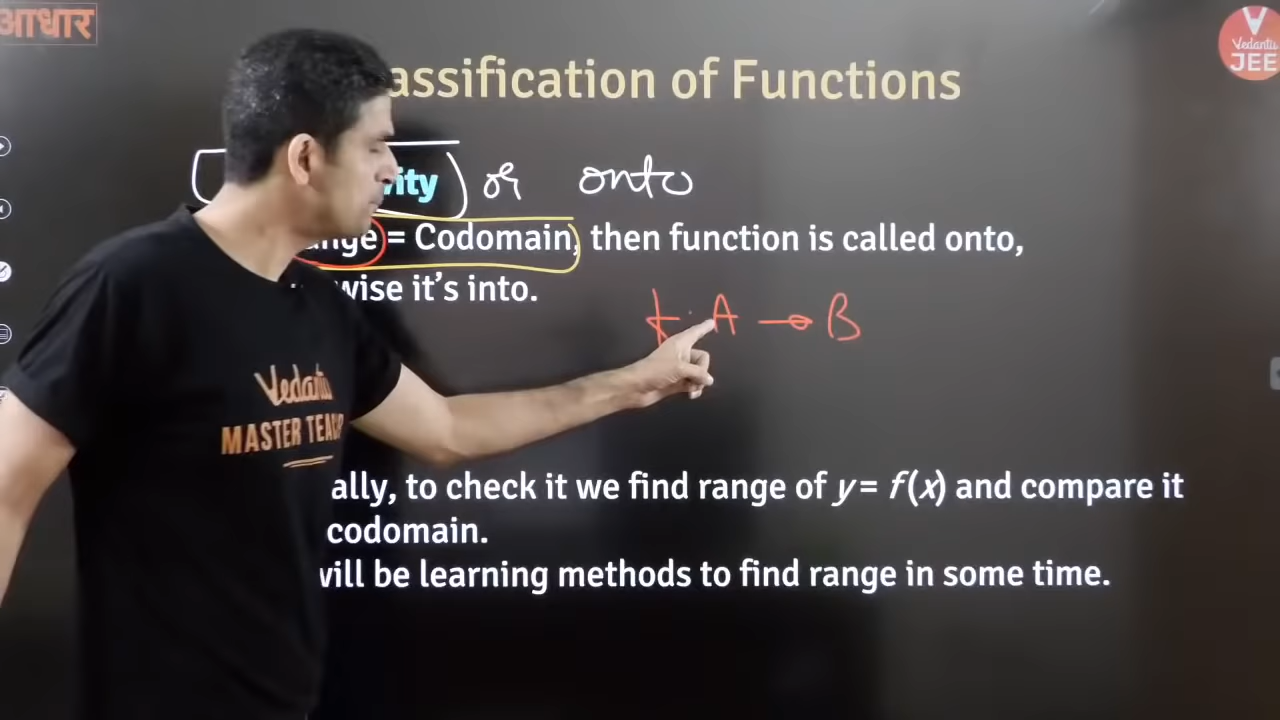 आधार
Vedantu
JEE
assification of Functions
ity or onto
ange = Codomain, then function is called onto,
wise it's into.
f: A → B
Vedantu
MASTER TEACH
ally, to check it we find range of y = f(x) and compare it
codomain.
will be learning methods to find range in some time.